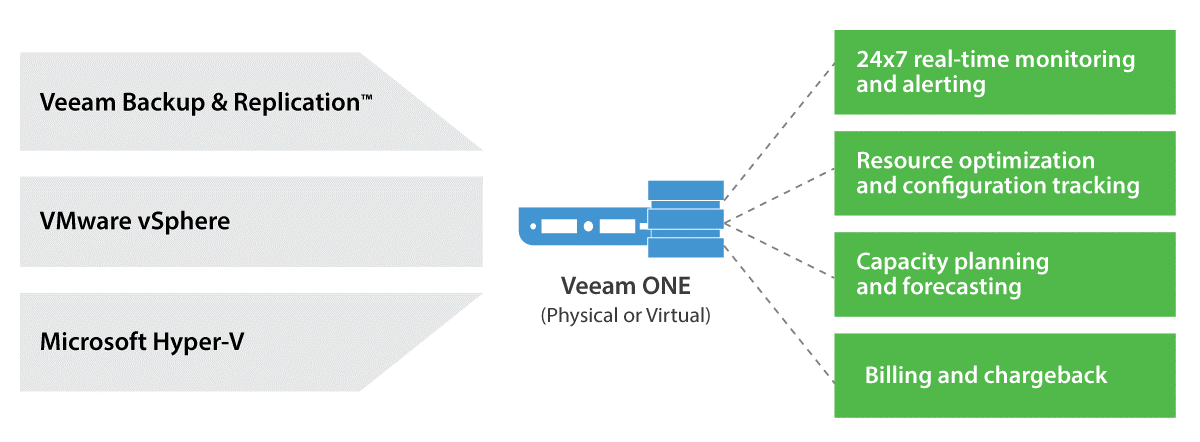 Veeam Backup & Replication™
VMware vSphere
Microsoft Hyper-V
Veeam ONE
(Physical or Virtual)
24x7 real-time monitoring
and alerting
Resource optimization
and configuration tracking
Capacity planning
and forecasting
Billing and chargeback